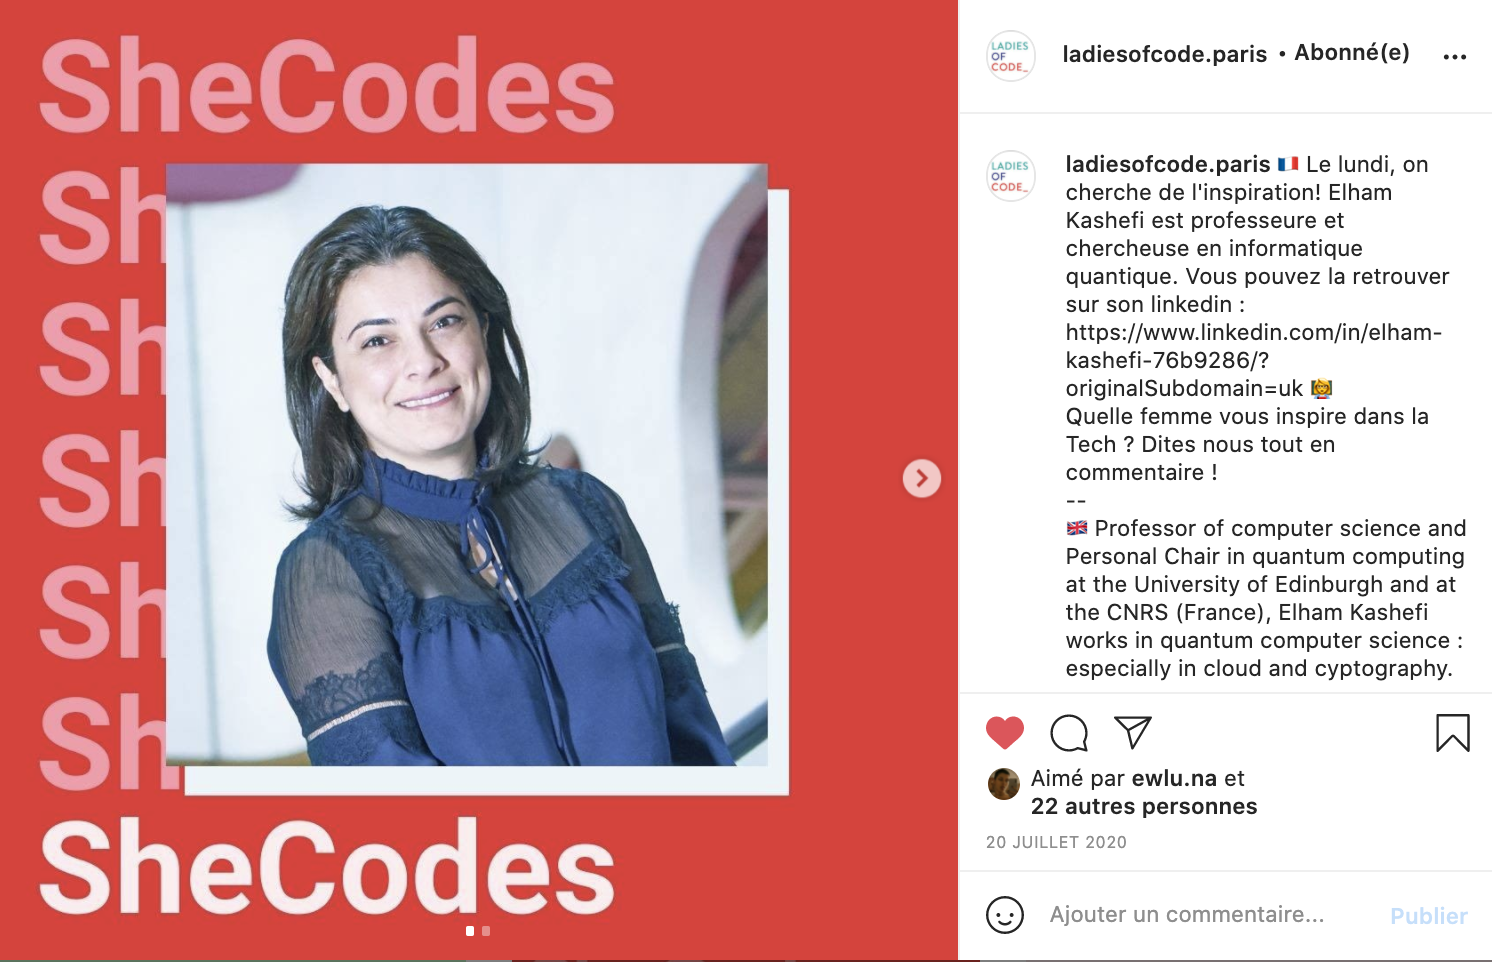 SheCodes
Sh
Sh
Sh
Sh
Sh
SheCodes
LADIES
OF
CODE_
ladiesofcode.paris • Abonné(e)
LADIES
OF
CODE_
ladiesofcode.paris 🇫🇷 Le lundi, on
cherche de l'inspiration! Elham
Kashefi est professeure et
chercheuse en informatique
quantique. Vous pouvez la retrouver
sur son linkedin :
https://www.linkedin.com/in/elham-
kashefi-76b9286/?
originalSubdomain=uk 👩‍🏫
Quelle femme vous inspire dans la
Tech ? Dites nous tout en
commentaire !
--
🇬🇧 Professor of computer science and
Personal Chair in quantum computing
at the University of Edinburgh and at
the CNRS (France), Elham Kashefi
works in quantum computer science :
especially in cloud and cyptography.
Aimé par ewlu.na et
22 autres personnes
20 JUILLET 2020
Ajouter un commentaire...
Publier